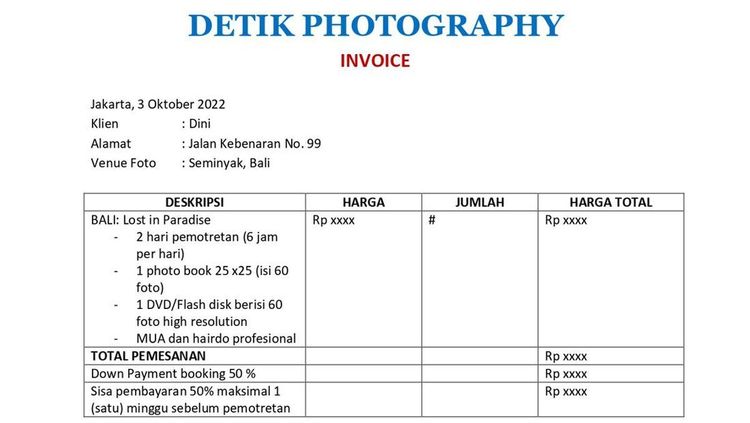 DETIK PHOTOGRAPHY
INVOICE
Jakarta, 3 Oktober 2022
Klien : Dini
Alamat : Jalan Kebenaran No. 99
Venue Foto : Seminyak, Bali
DESKRIPSI HARGA JUMLAH HARGA TOTAL
BALI: Lost in Paradise Rp xxxx # Rp xxxx
- 2 hari pemotretan (6 jam
per hari)
- 1 photo book 25 x25 (isi 60
foto)
- 1 DVD/Flash disk berisi 60
foto high resolution
- MUA dan hairdo profesional
TOTAL PEMESANAN Rp xxxx
Down Payment booking 50 % Rp xxxx
Sisa pembayaran 50% maksimal 1 Rp xxxx
(satu) minggu sebelum pemotretan